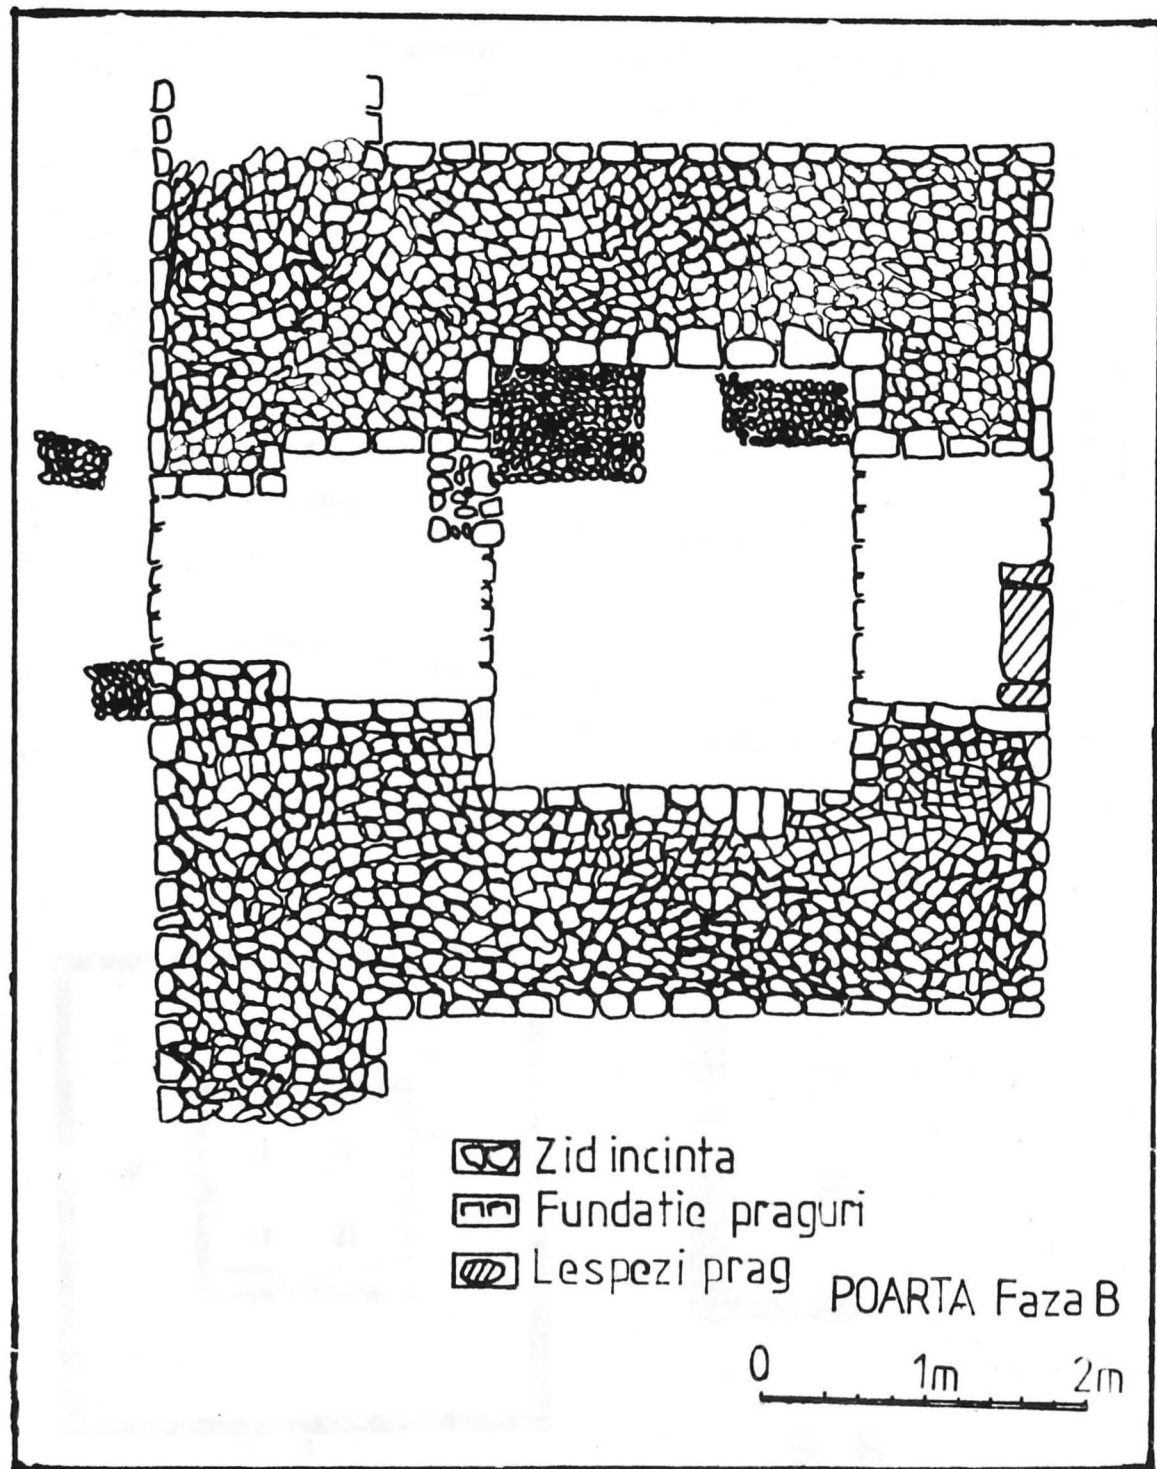 Zid incinta
Fundatie praguri
Lespezi prag
POARTA Faza B
0 1m 2m